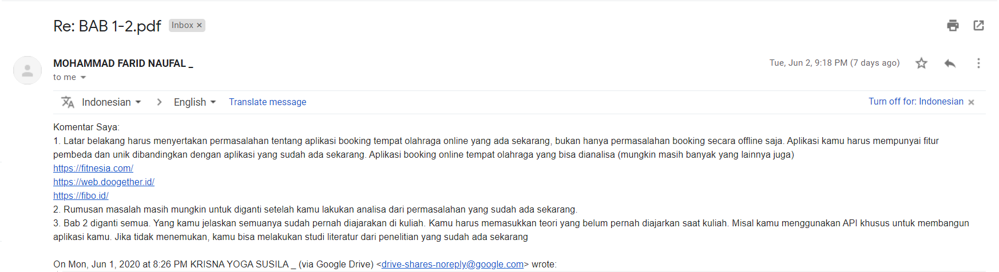 Re: BAB 1-2.pdf Inbox ×
MOHAMMAD FARID NAUFAL _ Tue, Jun 2, 9:18 PM (7 days ago)
to me
Indonesian > English Translate message Turn off for: Indonesian ×
Komentar Saya:
1. Latar belakang harus menyertakan permasalahan tentang aplikasi booking tempat olahraga online yang ada sekarang, bukan hanya permasalahan booking secara offline saja. Aplikasi kamu harus mempunyai fitur
pembeda dan unik dibandingkan dengan aplikasi yang sudah ada sekarang. Aplikasi booking online tempat olahraga yang bisa dianalisa (mungkin masih banyak yang lainnya juga)
https://fitnesia.com/
https://web.doogether.id/
https://fibo.id/
2. Rumusan masalah masih mungkin untuk diganti setelah kamu lakukan analisa dari permasalahan yang sudah ada sekarang.
3. Bab 2 diganti semua. Yang kamu jelaskan semuanya sudah pernah diajarakan di kuliah. Kamu harus memasukkan teori yang belum pernah diajarkan saat kuliah. Misal kamu menggunakan API khusus untuk membangun
aplikasi kamu. Jika tidak menemukan, kamu bisa melakukan studi literatur dari penelitian yang sudah ada sekarang
On Mon, Jun 1, 2020 at 8:26 PM KRISNA YOGA SUSILA _ (via Google Drive) <drive-shares-noreply@google.com> wrote: